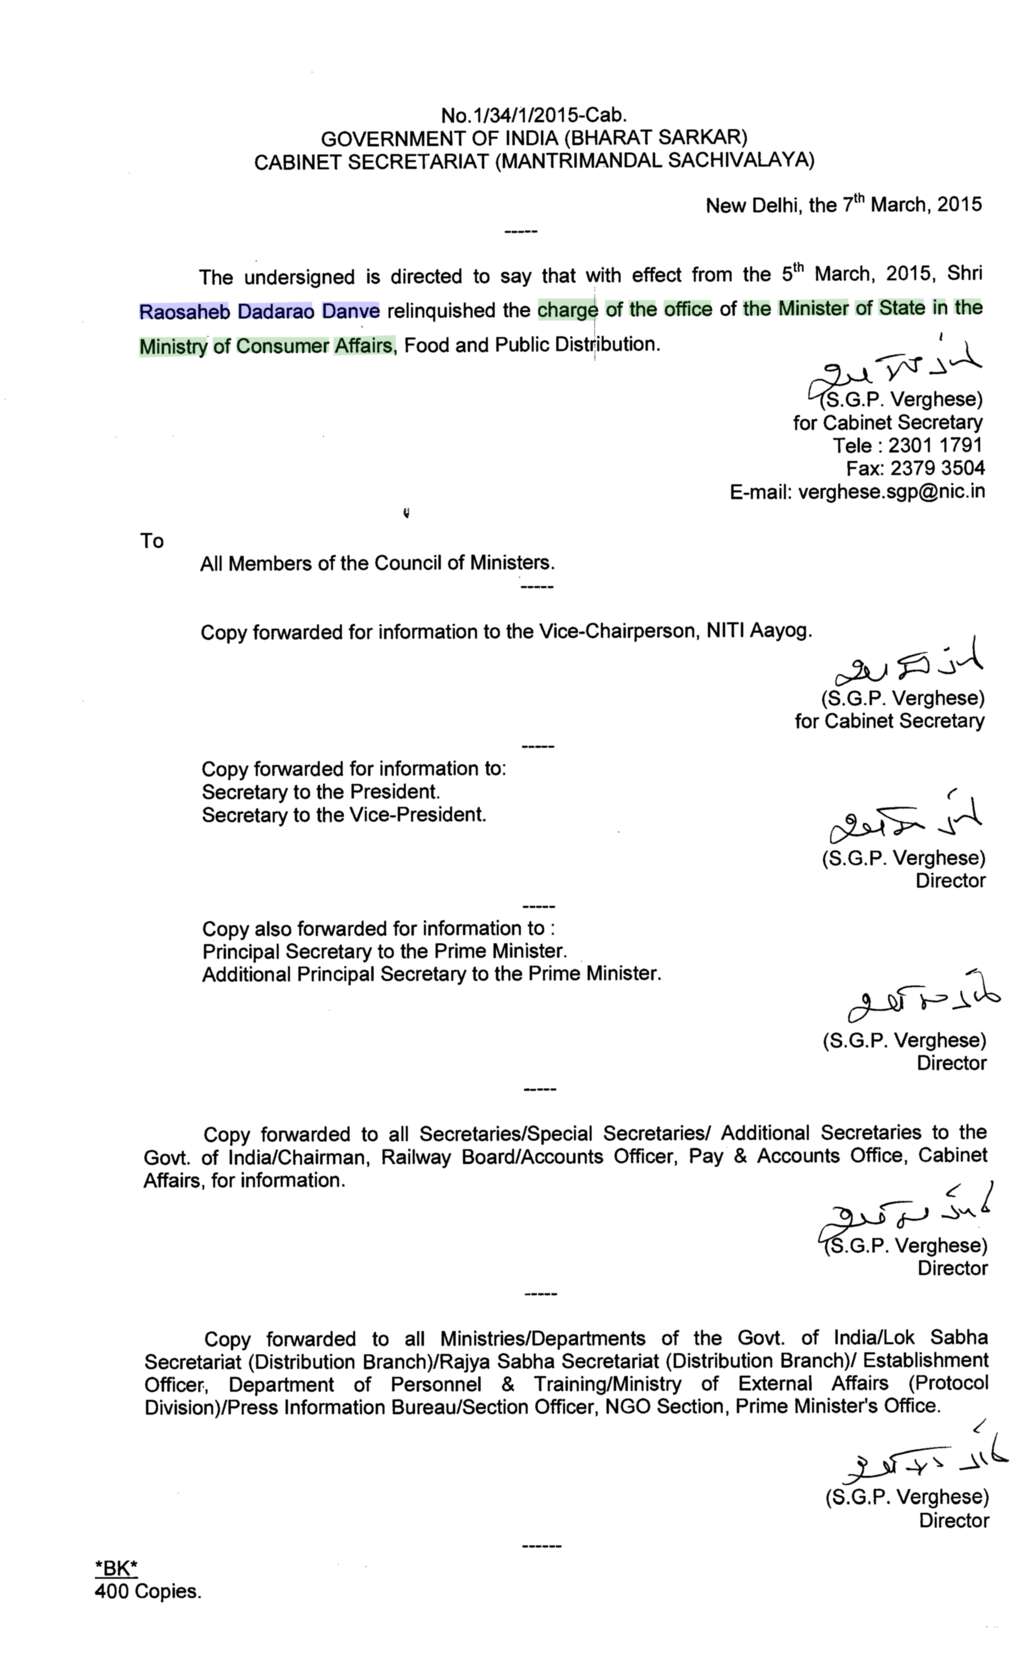 No.1/34/1/2015-Cab.
GOVERNMENT OF INDIA (BHARAT SARKAR)
CABINET SECRETARIAT (MANTRIMANDAL SACHIVALAYA)
New Delhi, the 7th March, 2015
-----
The undersigned is directed to say that with effect from the 5th March, 2015, Shri
Raosaheb Dadarao Danve relinquished the charge of the office of the Minister of State in the
Ministry of Consumer Affairs, Food and Public Distribution.
(S.G.P. Verghese)
for Cabinet Secretary
Tele : 2301 1791
Fax: 2379 3504
E-mail: verghese.sgp@nic.in
To
All Members of the Council of Ministers.
-----
Copy forwarded for information to the Vice-Chairperson, NITI Aayog.
(S.G.P. Verghese)
for Cabinet Secretary
-----
Copy forwarded for information to:
Secretary to the President.
Secretary to the Vice-President.
(S.G.P. Verghese)
Director
-----
Copy also forwarded for information to :
Principal Secretary to the Prime Minister.
Additional Principal Secretary to the Prime Minister.
(S.G.P. Verghese)
Director
-----
Copy forwarded to all Secretaries/Special Secretaries/ Additional Secretaries to the
Govt. of India/Chairman, Railway Board/Accounts Officer, Pay & Accounts Office, Cabinet
Affairs, for information.
(S.G.P. Verghese)
Director
-----
Copy forwarded to all Ministries/Departments of the Govt. of India/Lok Sabha
Secretariat (Distribution Branch)/Rajya Sabha Secretariat (Distribution Branch)/ Establishment
Officer, Department of Personnel & Training/Ministry of External Affairs (Protocol
Division)/Press Information Bureau/Section Officer, NGO Section, Prime Minister's Office.
(S.G.P. Verghese)
Director
------
*BK*
400 Copies.